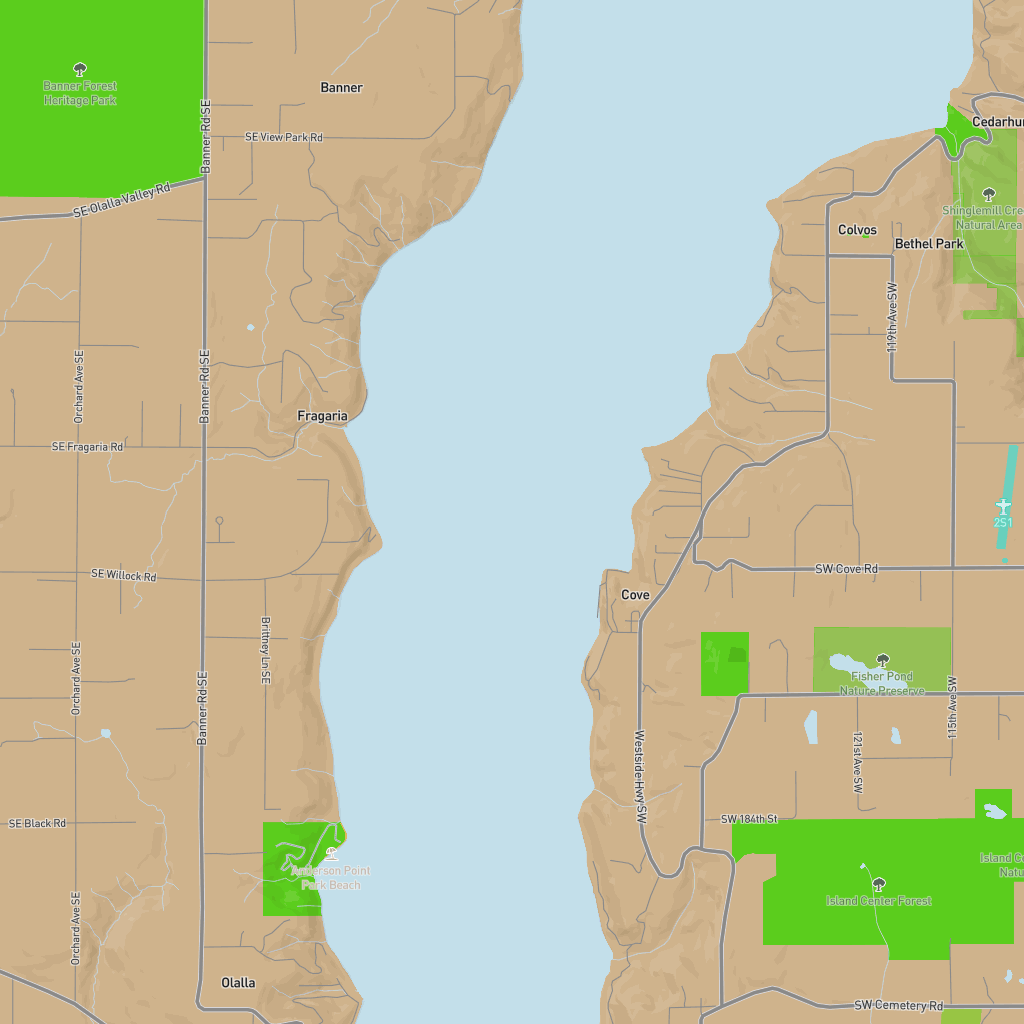 Banner Forest
Heritage Park
Banner
Banner Rd SE
SE View Park Rd
SE Olalla Valley Rd
Cedarhur
Shinglemill Cre
Natural Area
Colvos
Bethel Park
119th Ave SW
Orchard Ave SE
Banner Rd SE
Fragaria
SE Fragaria Rd
2S1
SE Willock Rd
SW Cove Rd
Cove
Brittney Ln SE
Orchard Ave SE
Banner Rd SE
Fisher Pond
Nature Preserve
115th Ave SW
121st Ave SW
Westside Hwy SW
SE Black Rd
SW 184th St
Anderson Point
Park Beach
Island C
Natu
Island Center Forest
Orchard Ave SE
Olalla
SW Cemetery Rd